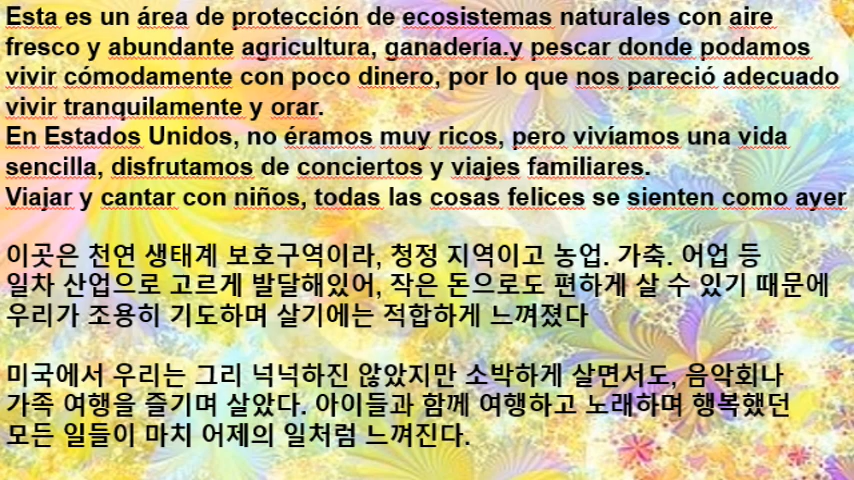 Esta es un área de protección de ecosistemas naturales con aire
fresco y abundante agricultura, ganadería.y pescar donde podamos
vivir cómodamente con poco dinero, por lo que nos pareció adecuado
vivir tranquilamente y orar.
En Estados Unidos, no éramos muy ricos, pero vivíamos una vida
sencilla, disfrutamos de conciertos y viajes familiares.
Viajar y cantar con niños, todas las cosas felices se sienten como ayer
이곳은 천연 생태계 보호구역이라, 청정 지역이고 농업. 가축. 어업 등
일차 산업으로 고르게 발달해있어, 작은 돈으로도 편하게 살 수 있기 때문에
우리가 조용히 기도하며 살기에는 적합하게 느껴졌다
미국에서 우리는 그리 넉넉하진 않았지만 소박하게 살면서도, 음악회나
가족 여행을 즐기며 살았다. 아이들과 함께 여행하고 노래하며 행복했던
모든 일들이 마치 어제의 일처럼 느껴진다.